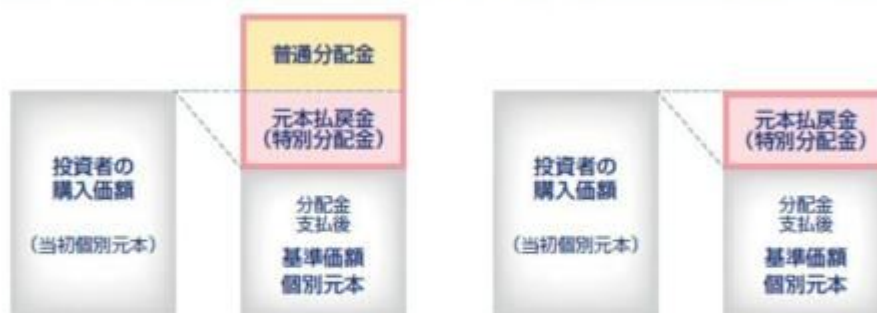 普通分配金
元本払戻金
(特別分配金)
投資者の
購入価額
(当初個別元本)
分配金
支払後
基準価額
個別元本
元本払戻金
(特別分配金)
投資者の
購入価額
(当初個別元本)
分配金
支払後
基準価額
個別元本